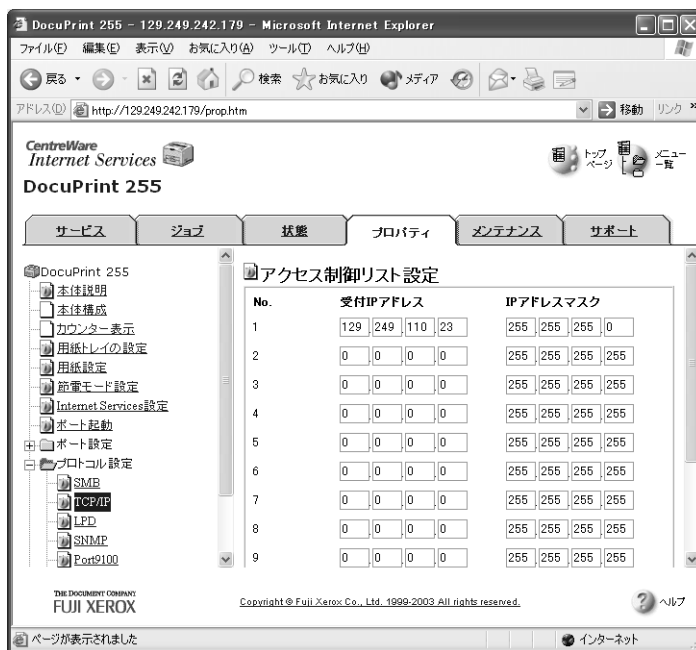 DocuPrint 255 - 129.249.242.179 - Microsoft Internet Explorer
ファイル(F) 編集(E) 表示(V) お気に入り(A) ツール(T) ヘルプ(H)
戻る 検索 お気に入り メディア
アドレス(D) http://129.249.242.179/prop.htm 移動 リンク »
CentreWare
Internet Services
DocuPrint 255
トップページ メニュー一覧
サービス ジョブ 状態 プロパティ メンテナンス サポート
DocuPrint 255
本体説明
本体構成
カウンター表示
用紙トレイの設定
用紙設定
節電モード設定
Internet Services設定
ポート起動
ポート設定
プロトコル設定
SMB
TCP/IP
LPD
SNMP
Port9100
アクセス制御リスト設定
No. 受付IPアドレス IPアドレスマスク
1 129 .249 .110 .23 255 .255 .255 .0
2 0 .0 .0 .0 255 .255 .255 .255
3 0 .0 .0 .0 255 .255 .255 .255
4 0 .0 .0 .0 255 .255 .255 .255
5 0 .0 .0 .0 255 .255 .255 .255
6 0 .0 .0 .0 255 .255 .255 .255
7 0 .0 .0 .0 255 .255 .255 .255
8 0 .0 .0 .0 255 .255 .255 .255
9 0 .0 .0 .0 255 .255 .255 .255
THE DOCUMENT COMPANY
FUJI XEROX
Copyright © Fuji Xerox Co., Ltd. 1999-2003 All rights reserved.
ヘルプ
ページが表示されました インターネット